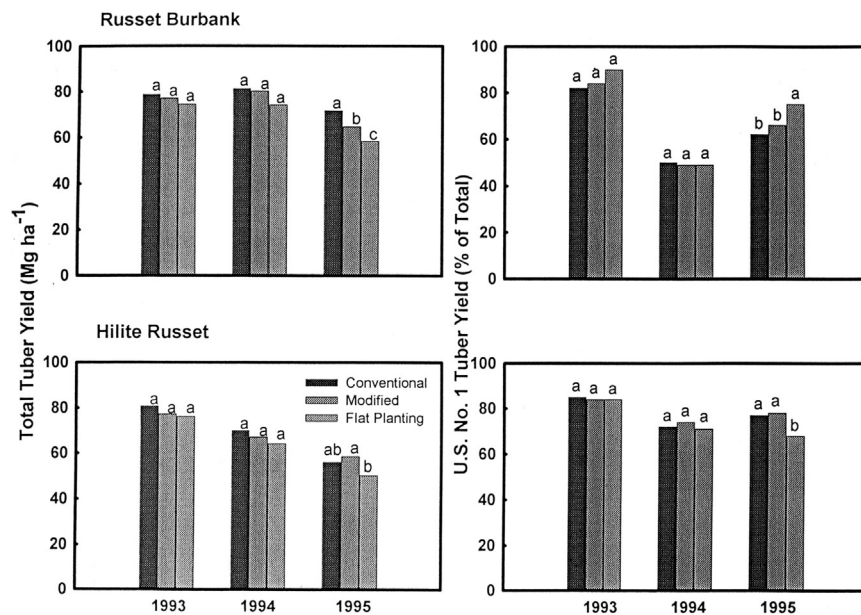 Russet Burbank
Total Tuber Yield (Mg ha⁻¹)
100
80
60
40
20
0
a a a
a a a
a b c
U.S. No. 1 Tuber Yield (% of Total)
100
80
60
40
20
0
a a a
a a a
b b a
Hilite Russet
100
80
60
40
20
0
a a a
a a a
ab a b
Conventional
Modified
Flat Planting
1993 1994 1995
100
80
60
40
20
0
a a a
a a a
a a b
1993 1994 1995